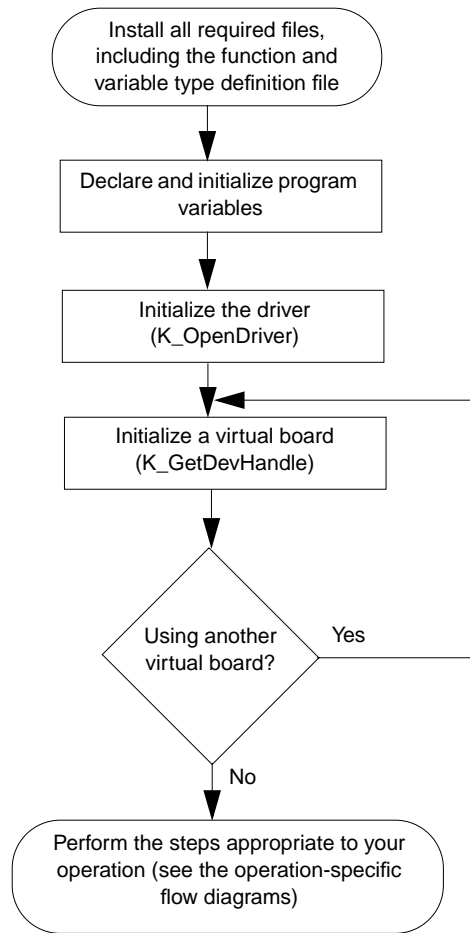 Install all required files,
including the function and
variable type definition file
Declare and initialize program
variables
Initialize the driver
(K_OpenDriver)
Initialize a virtual board
(K_GetDevHandle)
Using another
virtual board?
Yes
No
Perform the steps appropriate to your
operation (see the operation-specific
flow diagrams)